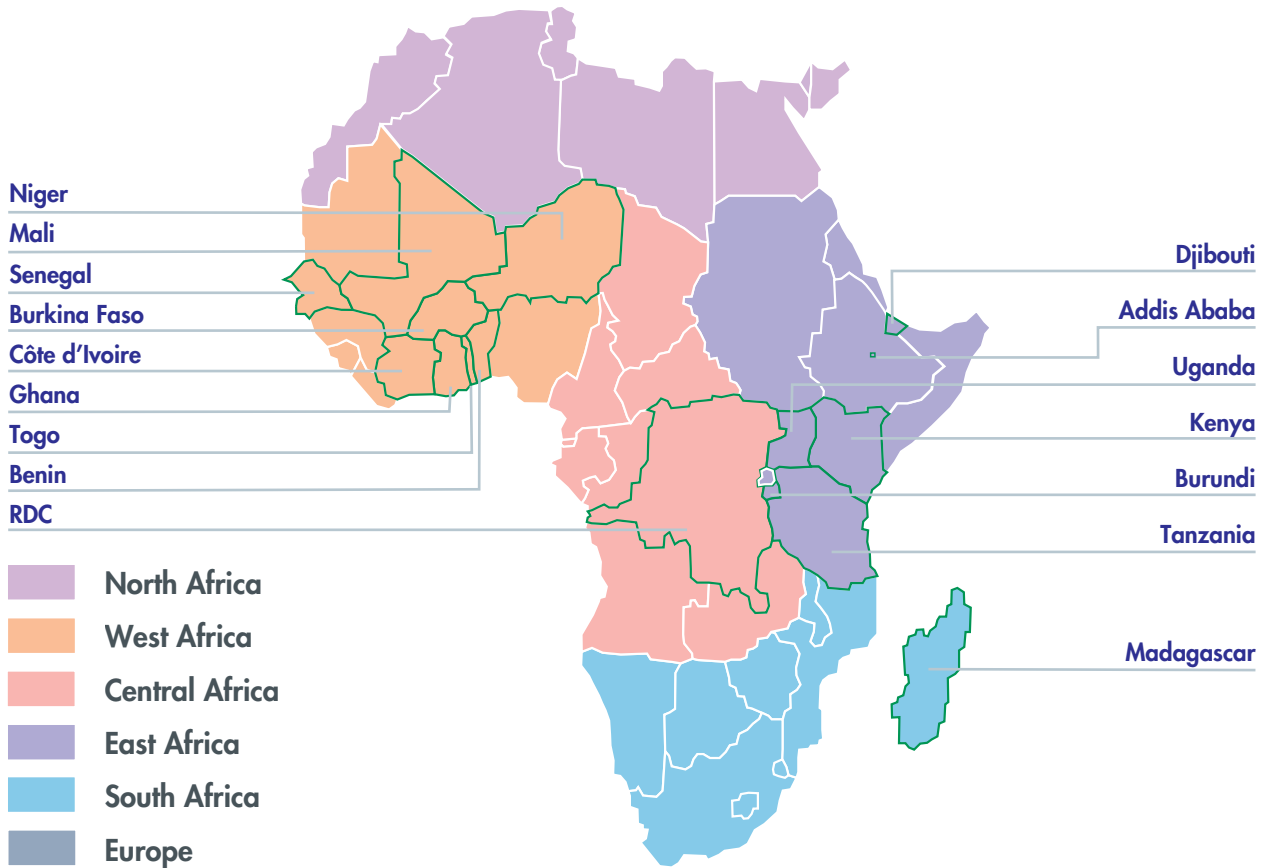 Niger
Mali
Senegal
Burkina Faso
Côte d’Ivoire
Ghana
Togo
Benin
RDC
Djibouti
Addis Ababa
Uganda
Kenya
Burundi
Tanzania
Madagascar
North Africa
West Africa
Central Africa
East Africa
South Africa
Europe